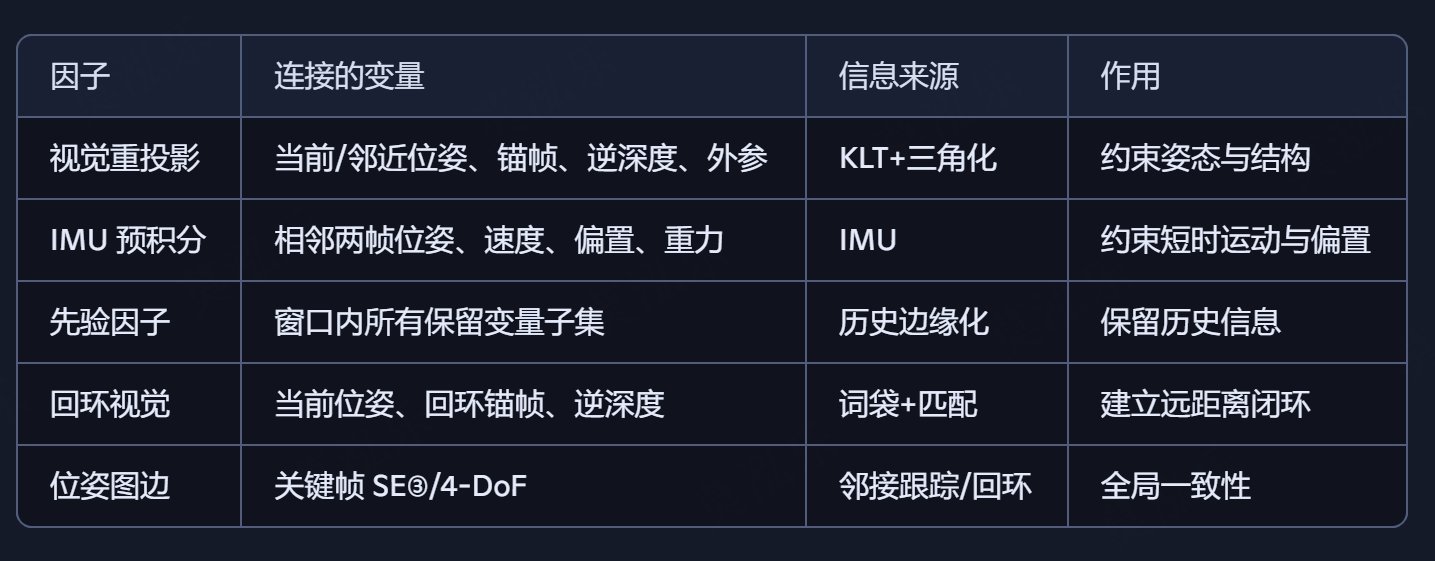 因子 连接的变量 信息来源 作用
视觉重投影 当前/邻近位姿、锚帧、逆深度、外参 KLT+三角化 约束姿态与结构
IMU 预积分 相邻两帧位姿、速度、偏置、重力 IMU 约束短时运动与偏置
先验因子 窗口内所有保留变量子集 历史边缘化 保留历史信息
回环视觉 当前位姿、回环锚帧、逆深度 词袋+匹配 建立远距离闭环
位姿图边 关键帧 SE③/4-DoF 邻接跟踪/回环 全局一致性